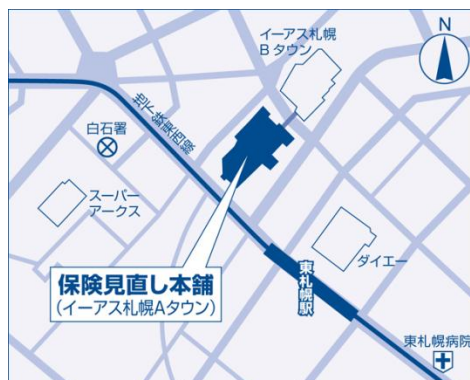 N
イーアス札幌
Bタウン
地下鉄東西線
白石署
スーパー
アークス
保険見直し本舗
(イーアス札幌Aタウン)
東札幌駅
ダイエー
東札幌病院